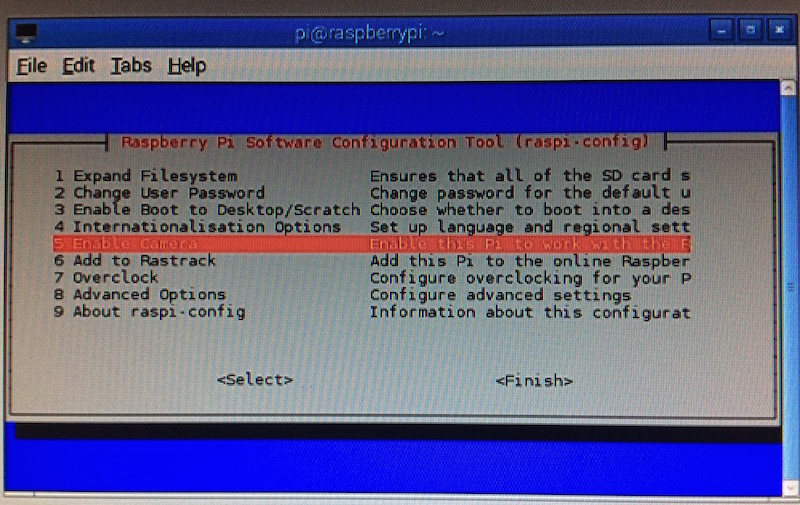 pi@raspberrypi: ~
File Edit Tabs Help
Raspberry Pi Software Configuration Tool (raspi-config)
1 Expand Filesystem Ensures that all of the SD card s
2 Change User Password Change password for the default u
3 Enable Boot to Desktop/Scratch Choose whether to boot into a des
4 Internationalisation Options Set up language and regional sett
5 Enable Camera Enable this Pi to work with the R
6 Add to Rastrack Add this Pi to the online Raspber
7 Overclock Configure overclocking for your P
8 Advanced Options Configure advanced settings
9 About raspi-config Information about this configurat
<Select> <Finish>